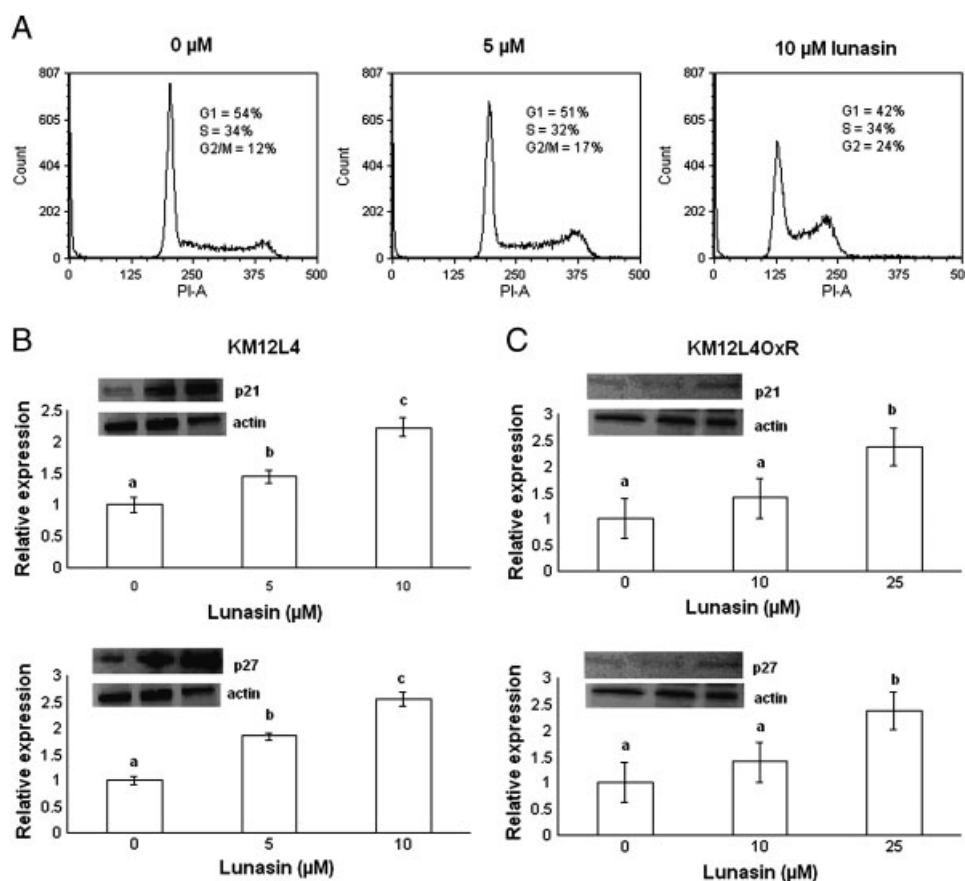 A
0 µM
5 µM
10 µM lunasin
807
605
404
202
0
Count
G1 = 54%
S = 34%
G2/M = 12%
0 125 250 375 500
PI-A
807
605
404
202
0
Count
G1 = 51%
S = 32%
G2/M = 17%
0 125 250 375 500
PI-A
807
605
404
202
0
Count
G1 = 42%
S = 34%
G2 = 24%
0 125 250 375 50
PI-A
B
KM12L4
p21
actin
Relative expression
2.5
2
1.5
1
0.5
0
a
b
c
0 5 10
Lunasin (µM)
p27
actin
Relative expression
3
2.5
2
1.5
1
0.5
0
a
b
c
0 5 10
Lunasin (µM)
C
KM12L4OxR
p21
actin
Relative expression
3
2.5
2
1.5
1
0.5
0
a
a
b
0 10 25
Lunasin (µM)
p27
actin
Relative expression
3
2.5
2
1.5
1
0.5
0
a
a
b
0 10 25
Lunasin (µM)